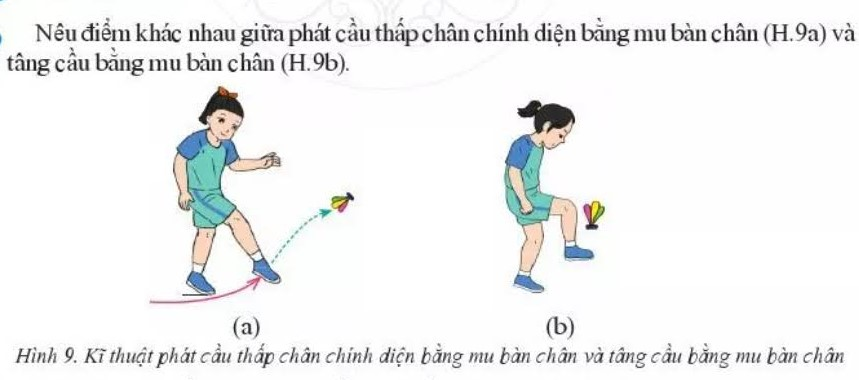 Nêu điểm khác nhau giữa phát cầu thấp chân chính diện bằng mu bàn chân (H.9a) và
tâng cầu bằng mu bàn chân (H.9b).
(a)
(b)
Hình 9. Kĩ thuật phát cầu thấp chân chính diện bằng mu bàn chân và tâng cầu bằng mu bàn chân